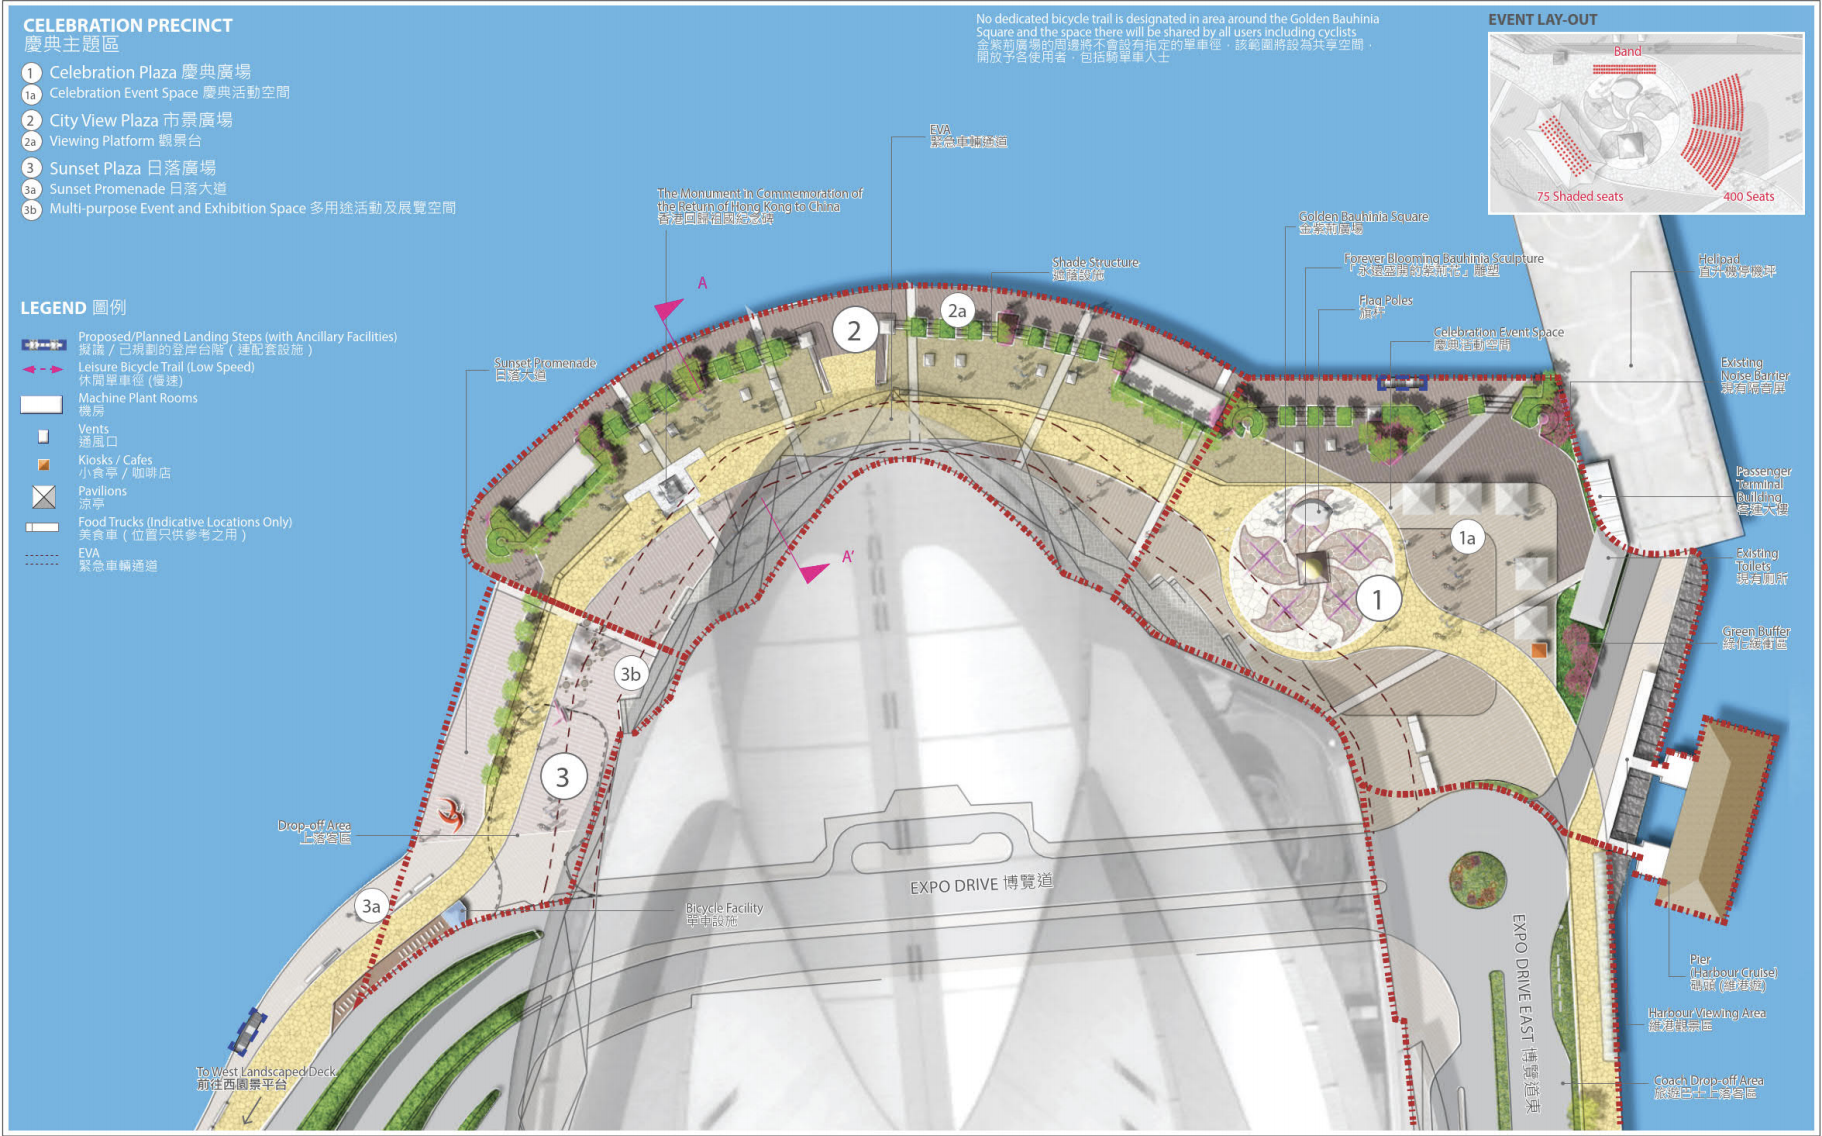 CELEBRATION PRECINCT
慶典主題區
1 Celebration Plaza 慶典廣場
1a Celebration Event Space 慶典活動空間
2 City View Plaza 市景廣場
2a Viewing Platform 觀景台
3 Sunset Plaza 日落廣場
3a Sunset Promenade 日落大道
3b Multi-purpose Event and Exhibition Space 多用途活動及展覽空間
LEGEND 圖例
Proposed/Planned Landing Steps (with Ancillary Facilities)
擬議 / 已規劃的登岸台階 ( 連配套設施 )
Leisure Bicycle Trail (Low Speed)
休閒單車徑 (慢速)
Machine Plant Rooms
機房
Vents
通風口
Kiosks / Cafes
小食亭 / 咖啡店
Pavilions
涼亭
Food Trucks (Indicative Locations Only)
美食車 ( 位置只供參考之用 )
EVA
緊急車輛通道
No dedicated bicycle trail is designated in area around the Golden Bauhinia
Square and the space there will be shared by all users including cyclists
金紫荊廣場的周邊將不會設有指定的單車徑﹐該範圍將設為共享空間﹐
開放予各使用者﹐包括騎單車人士
EVENT LAY-OUT
Band
75 Shaded seats
400 Seats
EVA
緊急車輛通道
The Monument in Commemoration of
the Return of Hong Kong to China
香港回歸祖國紀念碑
Shade Structure
遮蔭設施
Golden Bauhinia Square
金紫荊廣場
Forever Blooming Bauhinia Sculpture
「永遠盛開的紫荊花」雕塑
Flag Poles
旗杆
Celebration Event Space
慶典活動空間
Helipad
直升機停機坪
Existing
Noise Barrier
現有隔音屏
Passenger
Terminal
Building
客運大樓
Existing
Toilets
現有廁所
Green Buffer
綠化緩衝區
Sunset Promenade
日落大道
A
A'
2
2a
1a
1
3b
3
3a
Drop-off Area
上落客區
Bicycle Facility
單車設施
EXPO DRIVE 博覽道
EXPO DRIVE EAST 博覽道東
Pier
(Harbour Cruise)
碼頭 (維港遊)
Harbour Viewing Area
維港觀景區
Coach Drop-off Area
旅遊巴士上落客區
To West Landscaped Deck
前往西園景平台